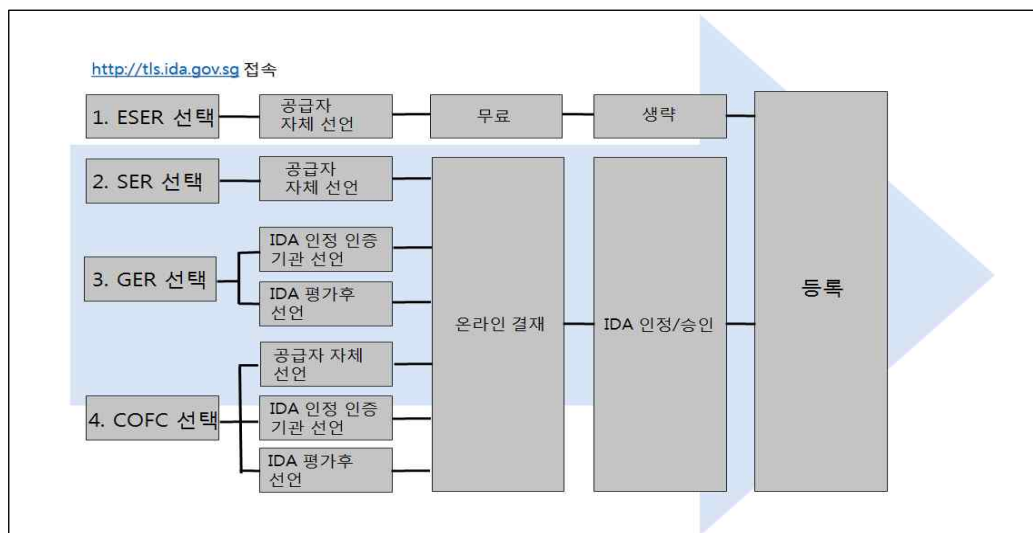 http://tls.ida.gov.sg 접속
1. ESER 선택
공급자
자체 선언
무료
생략
2. SER 선택
공급자
자체 선언
3. GER 선택
IDA 인정 인증
기관 선언
IDA 평가후
선언
4. COFC 선택
공급자 자체
선언
IDA 인정 인증
기관 선언
IDA 평가후
선언
온라인 결재
IDA 인정/승인
등록